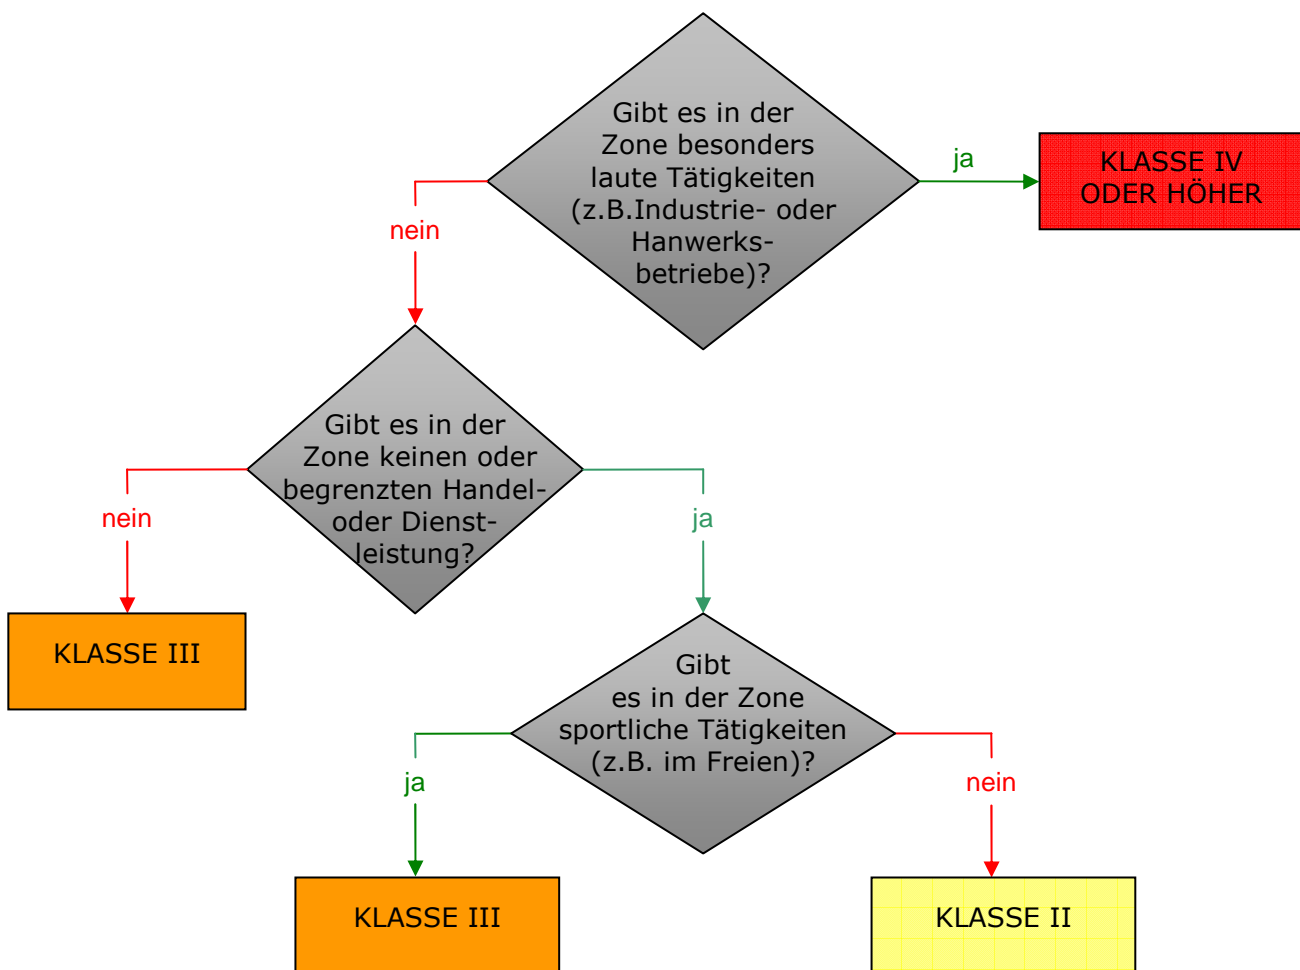 Gibt es in der
Zone besonders
laute Tätigkeiten
(z.B.Industrie- oder
Hanwerks-
betriebe)?
ja
KLASSE IV
ODER HÖHER
nein
Gibt es in der
Zone keinen oder
begrenzten Handel-
oder Dienst-
leistung?
nein
ja
KLASSE III
Gibt
es in der Zone
sportliche Tätigkeiten
(z.B. im Freien)?
ja
nein
KLASSE III
KLASSE II